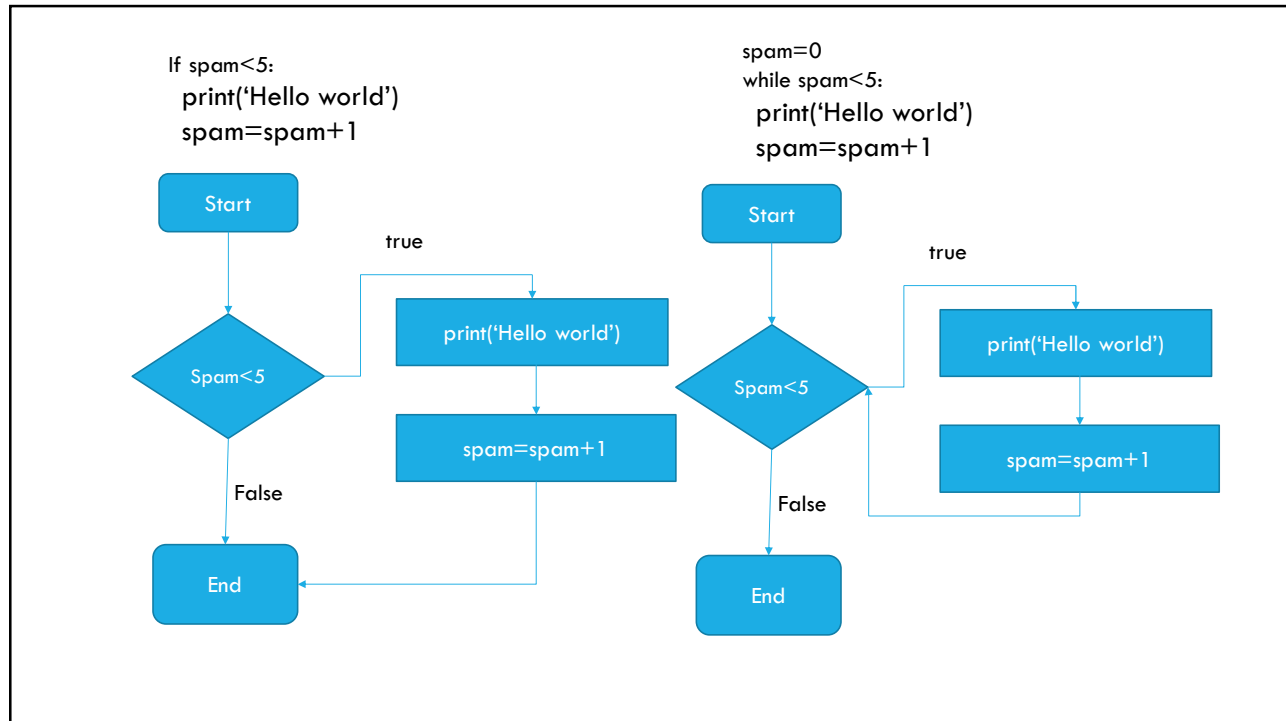 If spam<5:
print(‘Hello world’)
spam=spam+1
Start
true
print(‘Hello world’)
Spam<5
spam=spam+1
False
End
spam=0
while spam<5:
print(‘Hello world’)
spam=spam+1
Start
true
print(‘Hello world’)
Spam<5
spam=spam+1
False
End